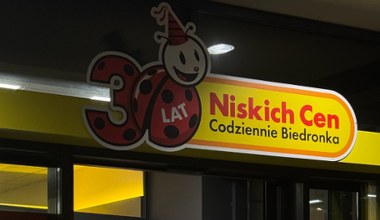 30
LAT
Niskich Cen
Codziennie Biedronka